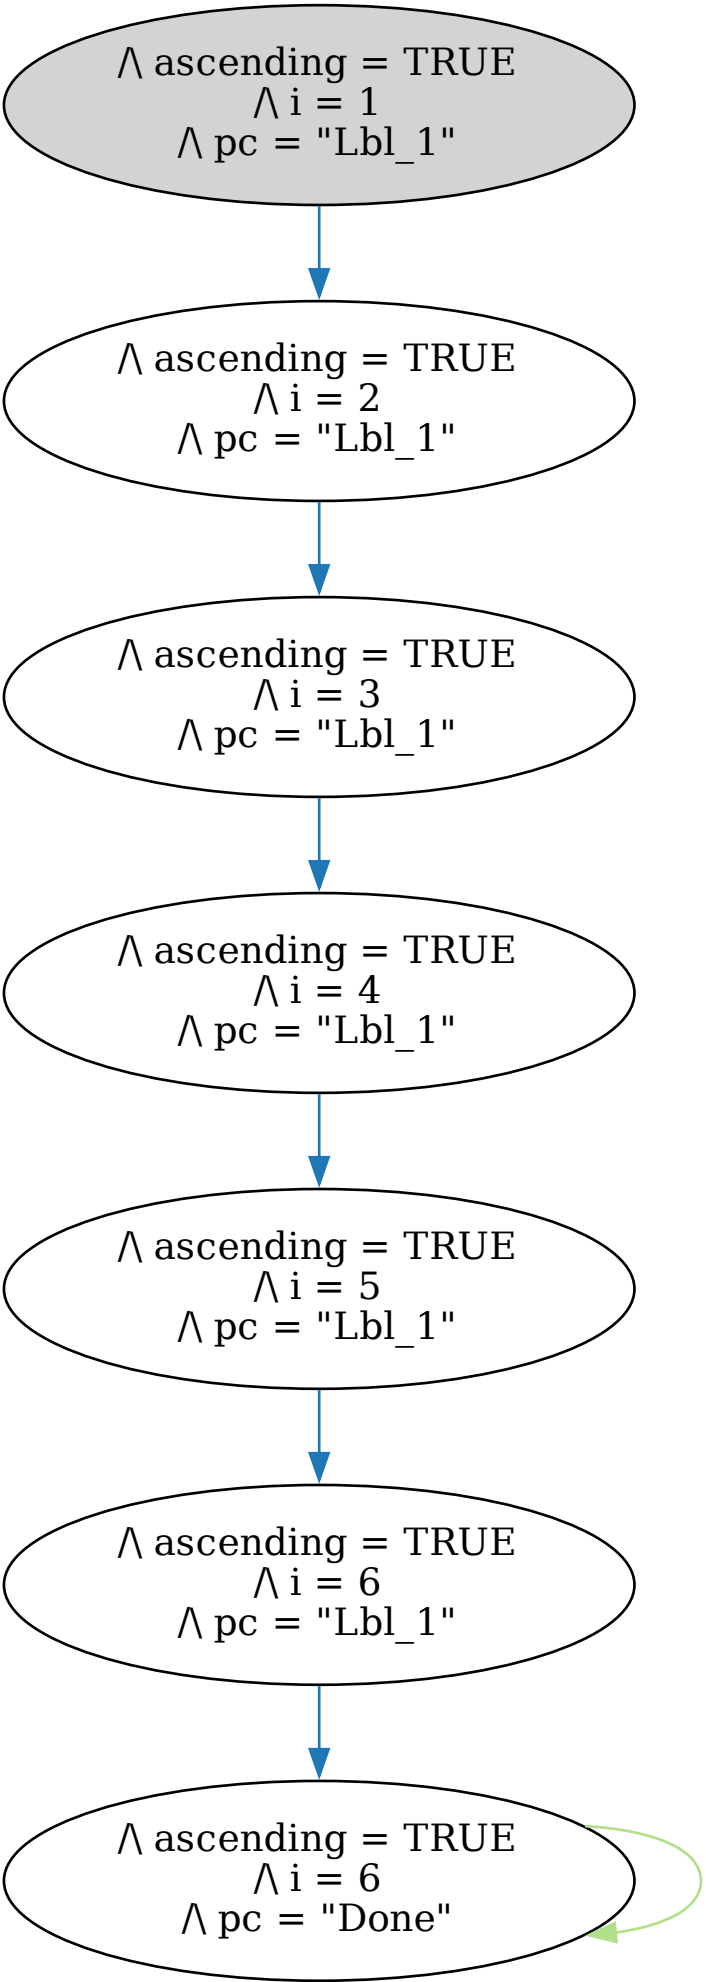 /\ ascending = TRUE
/\ i = 1
/\ pc = "Lbl_1"
/\ ascending = TRUE
/\ i = 2
/\ pc = "Lbl_1"
/\ ascending = TRUE
/\ i = 3
/\ pc = "Lbl_1"
/\ ascending = TRUE
/\ i = 4
/\ pc = "Lbl_1"
/\ ascending = TRUE
/\ i = 5
/\ pc = "Lbl_1"
/\ ascending = TRUE
/\ i = 6
/\ pc = "Lbl_1"
/\ ascending = TRUE
/\ i = 6
/\ pc = "Done"